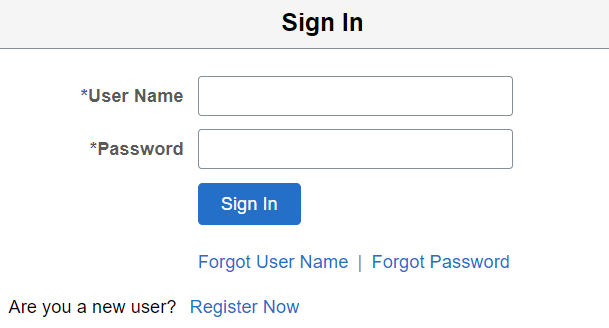 Sign In
*User Name
*Password
Sign In
Forgot User Name | Forgot Password
Are you a new user? Register Now